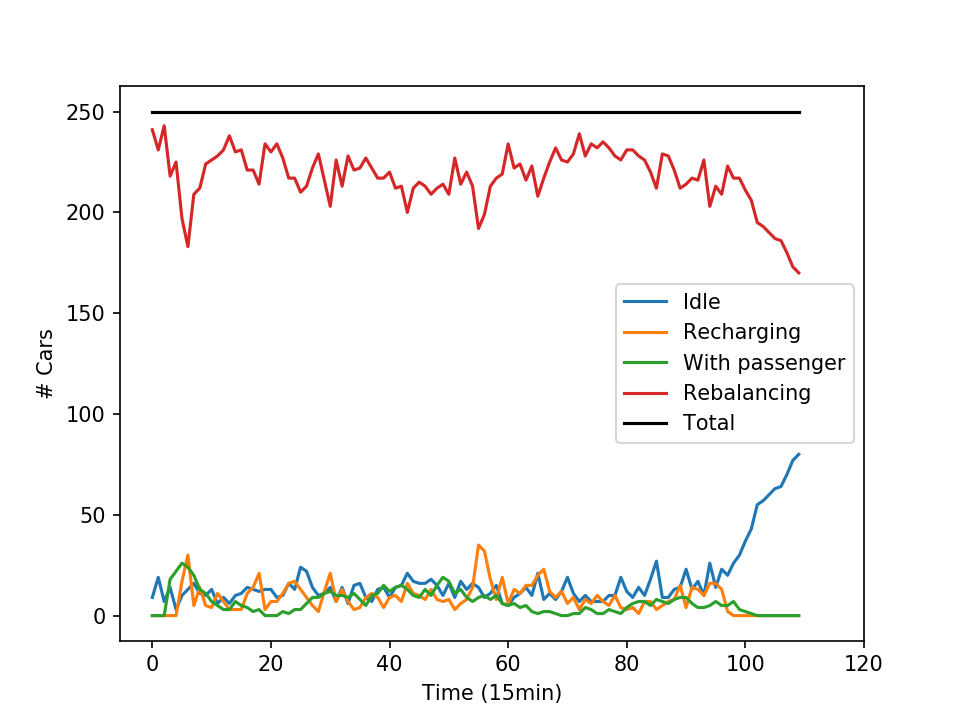 250
200
150
100
50
0
# Cars
Idle
Recharging
With passenger
Rebalancing
Total
0 20 40 60 80 100 120
Time (15min)